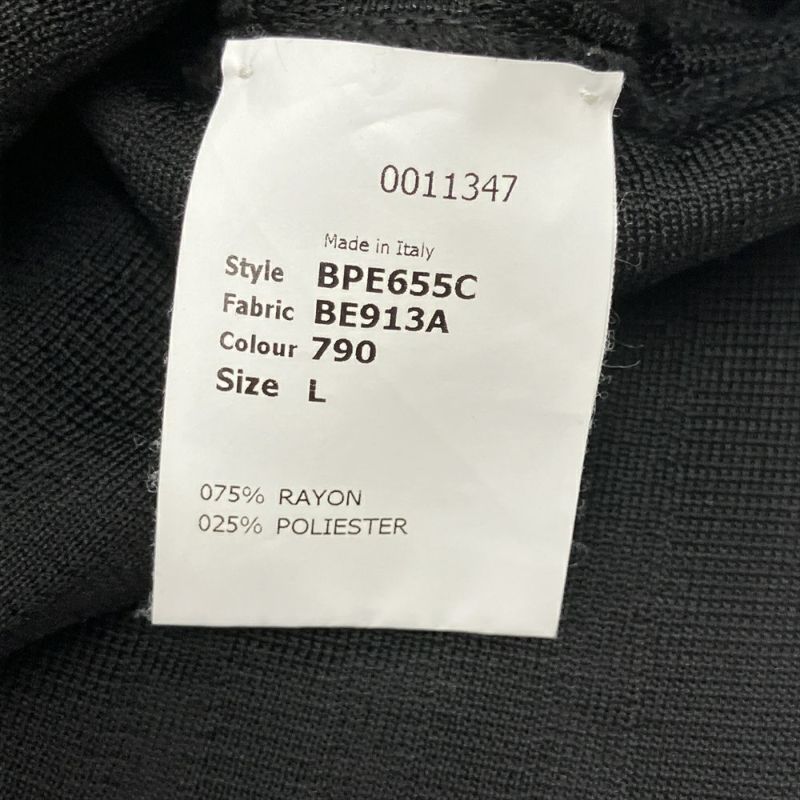 0011347
Made in Italy
Style BPE655C
Fabric BE913A
Colour 790
Size L
075% RAYON
025% POLIESTER